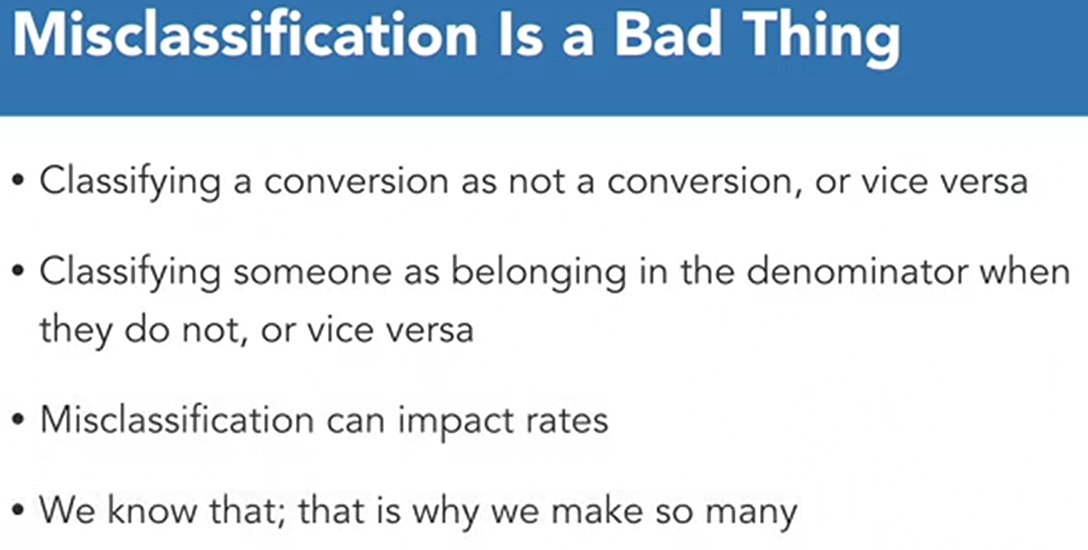 Misclassification Is a Bad Thing
• Classifying a conversion as not a conversion, or vice versa
• Classifying someone as belonging in the denominator when
they do not, or vice versa
• Misclassification can impact rates
• We know that; that is why we make so many